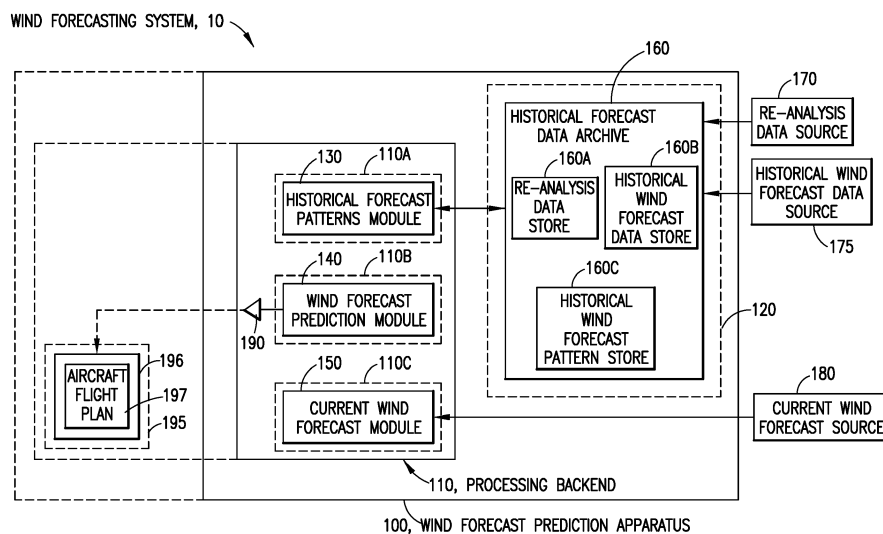 WIND FORECASTING SYSTEM, 10
160
170
HISTORICAL FORECAST
DATA ARCHIVE
RE-ANALYSIS
DATA SOURCE
130
110A
160A
160B
HISTORICAL FORECAST
PATTERNS MODULE
RE-ANALYSIS
DATA
STORE
HISTORICAL
WIND
FORECAST
DATA STORE
HISTORICAL WIND
FORECAST DATA
SOURCE
175
140
110B
160C
WIND FORECAST
PREDICTION MODULE
190
HISTORICAL
WIND
FORECAST
PATTERN STORE
120
AIRCRAFT
FLIGHT
PLAN
196
197
195
150
110C
180
CURRENT WIND
FORECAST MODULE
CURRENT WIND
FORECAST SOURCE
110, PROCESSING BACKEND
100, WIND FORECAST PREDICTION APPARATUS